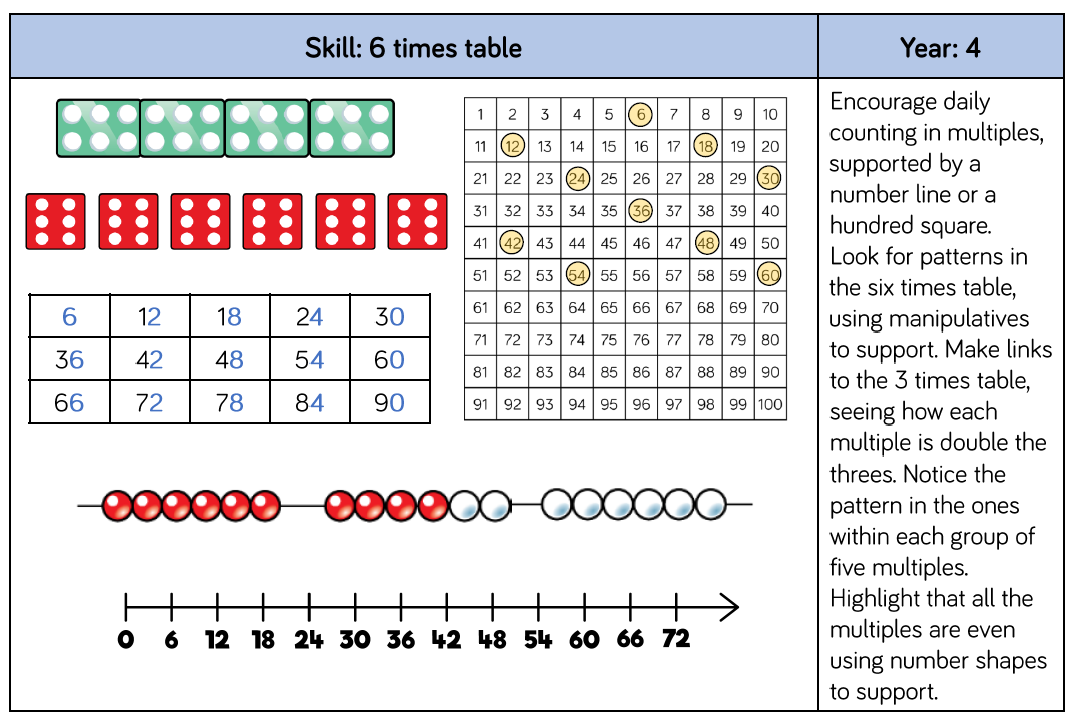 Skill: 6 times table
Year: 4
1 2 3 4 5 6 7 8 9 10
11 12 13 14 15 16 17 18 19 20
21 22 23 24 25 26 27 28 29 30
31 32 33 34 35 36 37 38 39 40
41 42 43 44 45 46 47 48 49 50
51 52 53 54 55 56 57 58 59 60
61 62 63 64 65 66 67 68 69 70
71 72 73 74 75 76 77 78 79 80
81 82 83 84 85 86 87 88 89 90
91 92 93 94 95 96 97 98 99 100
6 12 18 24 30
36 42 48 54 60
66 72 78 84 90
0 6 12 18 24 30 36 42 48 54 60 66 72
Encourage daily
counting in multiples,
supported by a
number line or a
hundred square.
Look for patterns in
the six times table,
using manipulatives
to support. Make links
to the 3 times table,
seeing how each
multiple is double the
threes. Notice the
pattern in the ones
within each group of
five multiples.
Highlight that all the
multiples are even
using number shapes
to support.